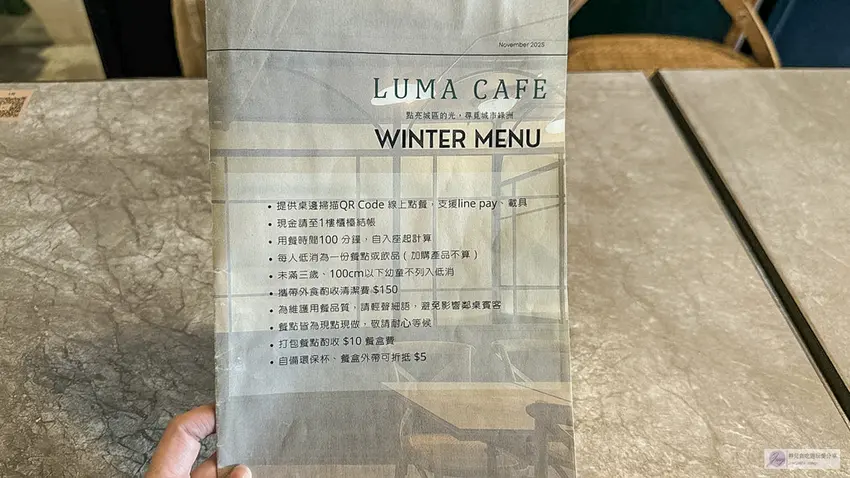 November 2025
LUMA CAFE
點亮城區的光，尋覓城市綠洲
WINTER MENU
• 提供桌邊掃描QR Code 線上點餐，支援line pay、載具
• 現金請至1樓櫃檯結帳
• 用餐時間100 分鐘，自入座起計算
• 每人低消為一份餐點或飲品（加購產品不算）
• 未滿三歲、100cm以下幼童不列入低消
• 攜帶外食酌收清潔費 $150
• 為維護用餐品質，請輕聲細語，避免影響鄰桌賓客
• 餐點皆為現點現做，敬請耐心等候
• 打包餐點酌收 $10 餐盒費
• 自備環保杯、餐盒外帶可折抵 $5